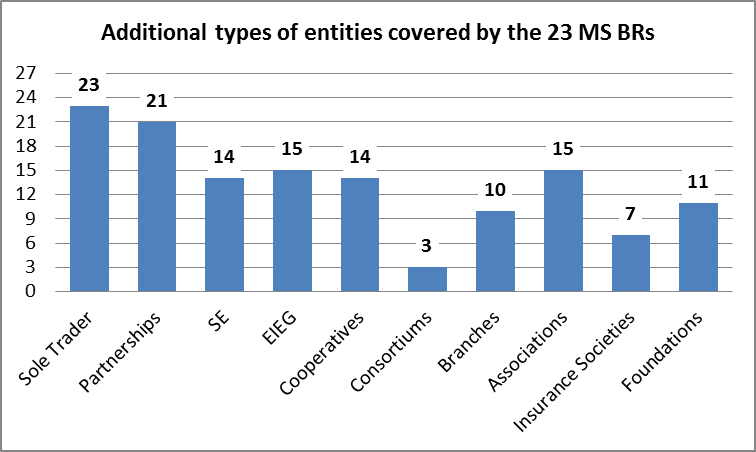 Additional types of entities covered by the 23 MS BRs
27
24
21
18
15
12
9
6
3
0
23
21
14
15
14
3
10
15
7
11
Sole Trader
Partnerships
SE
EIEG
Cooperatives
Consortiums
Branches
Associations
Insurance Societies
Foundations